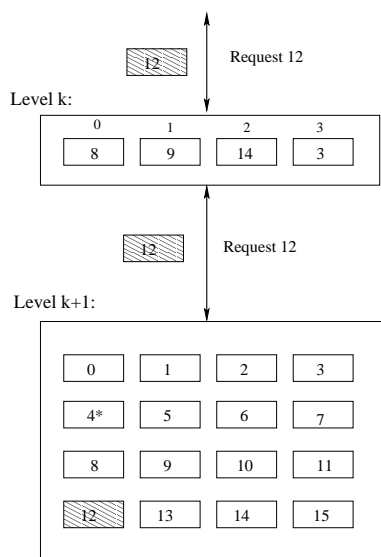 12 Request 12
Level k:
0 1 2 3
8 9 14 3
12 Request 12
Level k+1:
0 1 2 3
4* 5 6 7
8 9 10 11
12 13 14 15